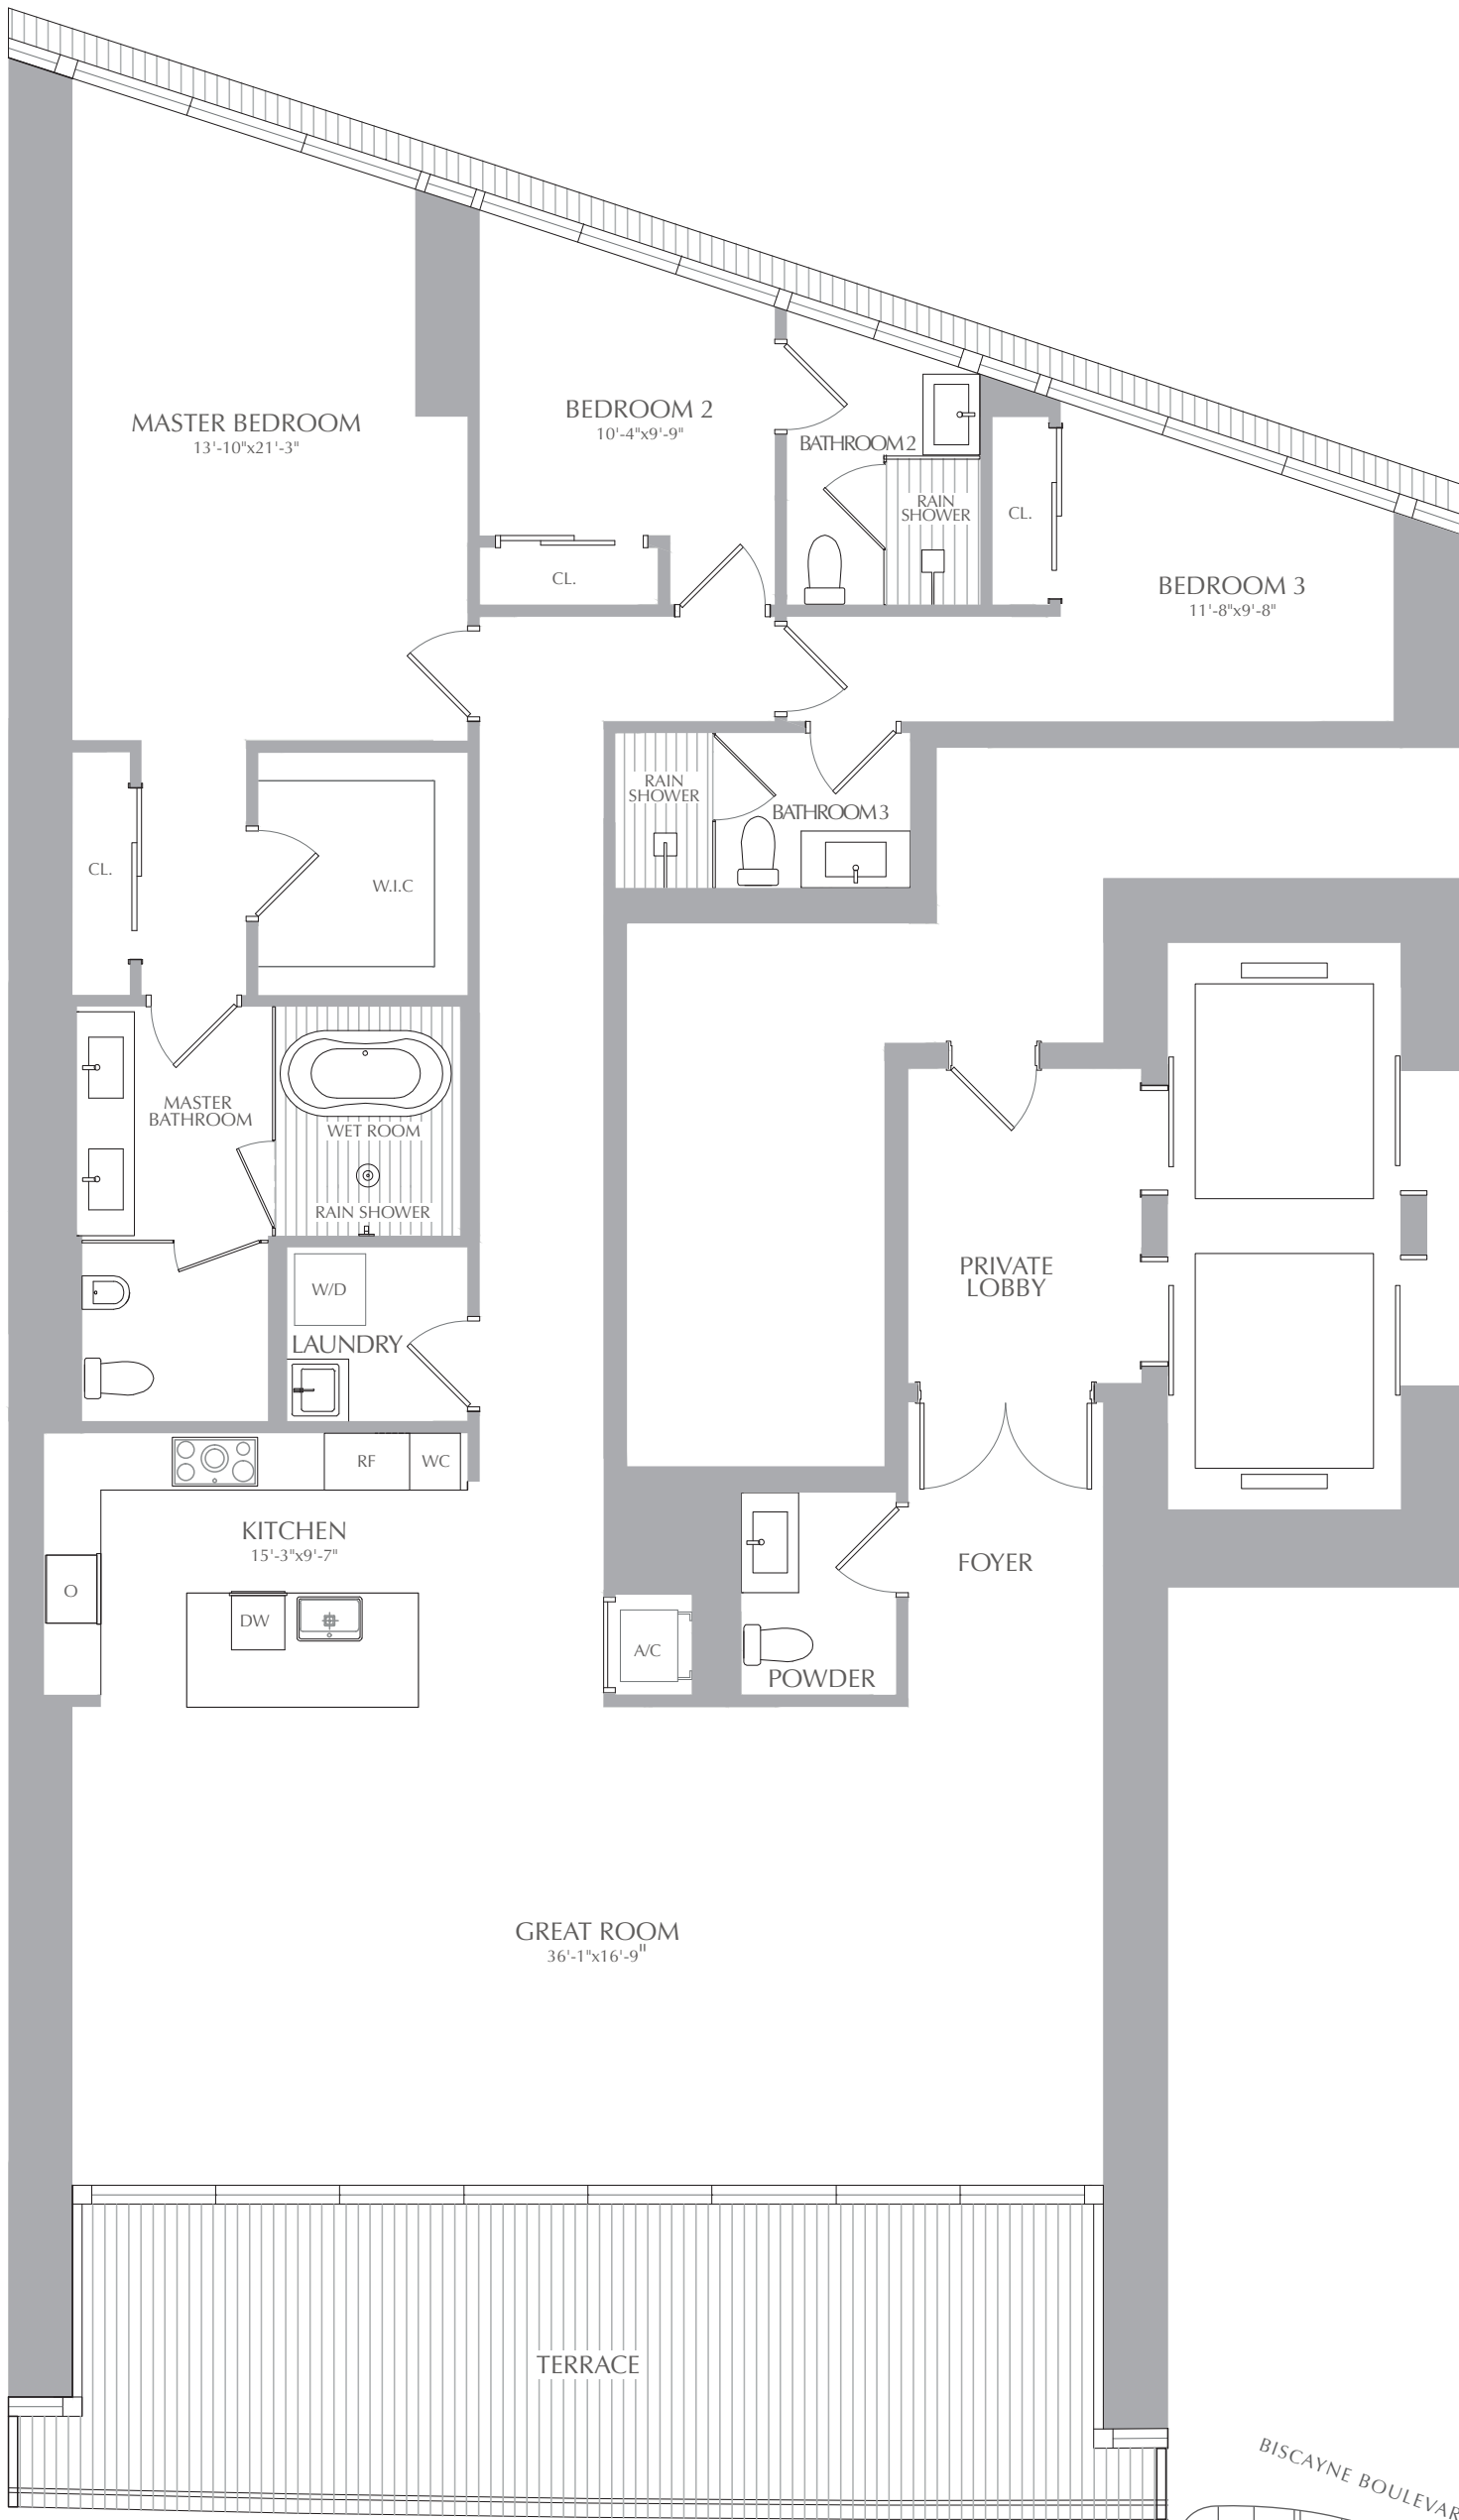 MASTER BEDROOM
13'-10"x21'-3"
BEDROOM 2
10'-4"x9'-9"
BATHROOM 2
RAIN
SHOWER
CL.
CL.
BEDROOM 3
11'-8"x9'-8"
RAIN
SHOWER
BATHROOM 3
CL.
W.I.C
MASTER
BATHROOM
WET ROOM
RAIN SHOWER
W/D
LAUNDRY
PRIVATE
LOBBY
RF
WC
KITCHEN
15'-3"x9'-7"
O
DW
A/C
FOYER
POWDER
GREAT ROOM
36'-1"x16'-9"
TERRACE
BISCAYNE BOULEVAR